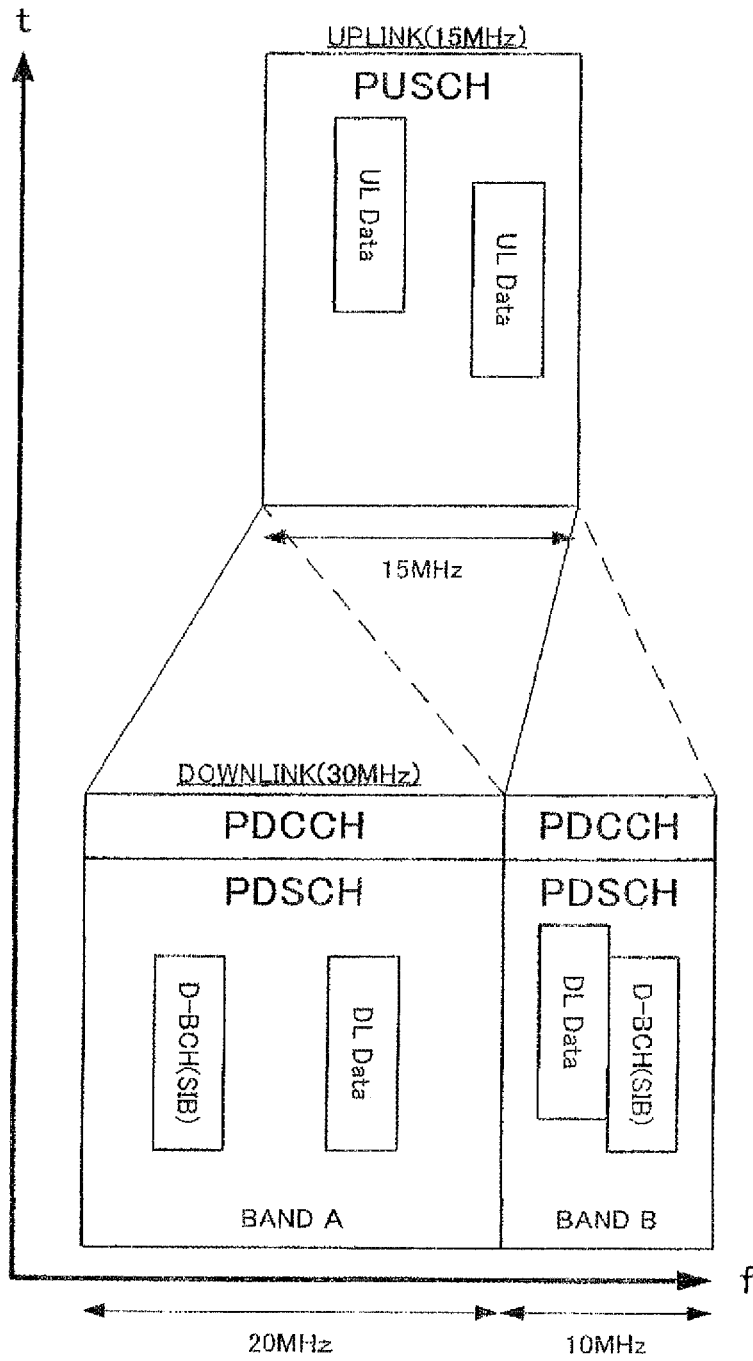 t
UPLINK(15MHz)
PUSCH
UL Data
UL Data
15MHz
DOWNLINK(30MHz)
PDCCH
PDCCH
PDSCH
PDSCH
D-BCH(SIB)
DL Data
DL Data
D-BCH(SIB)
BAND A
BAND B
f
20MHz
10MHz